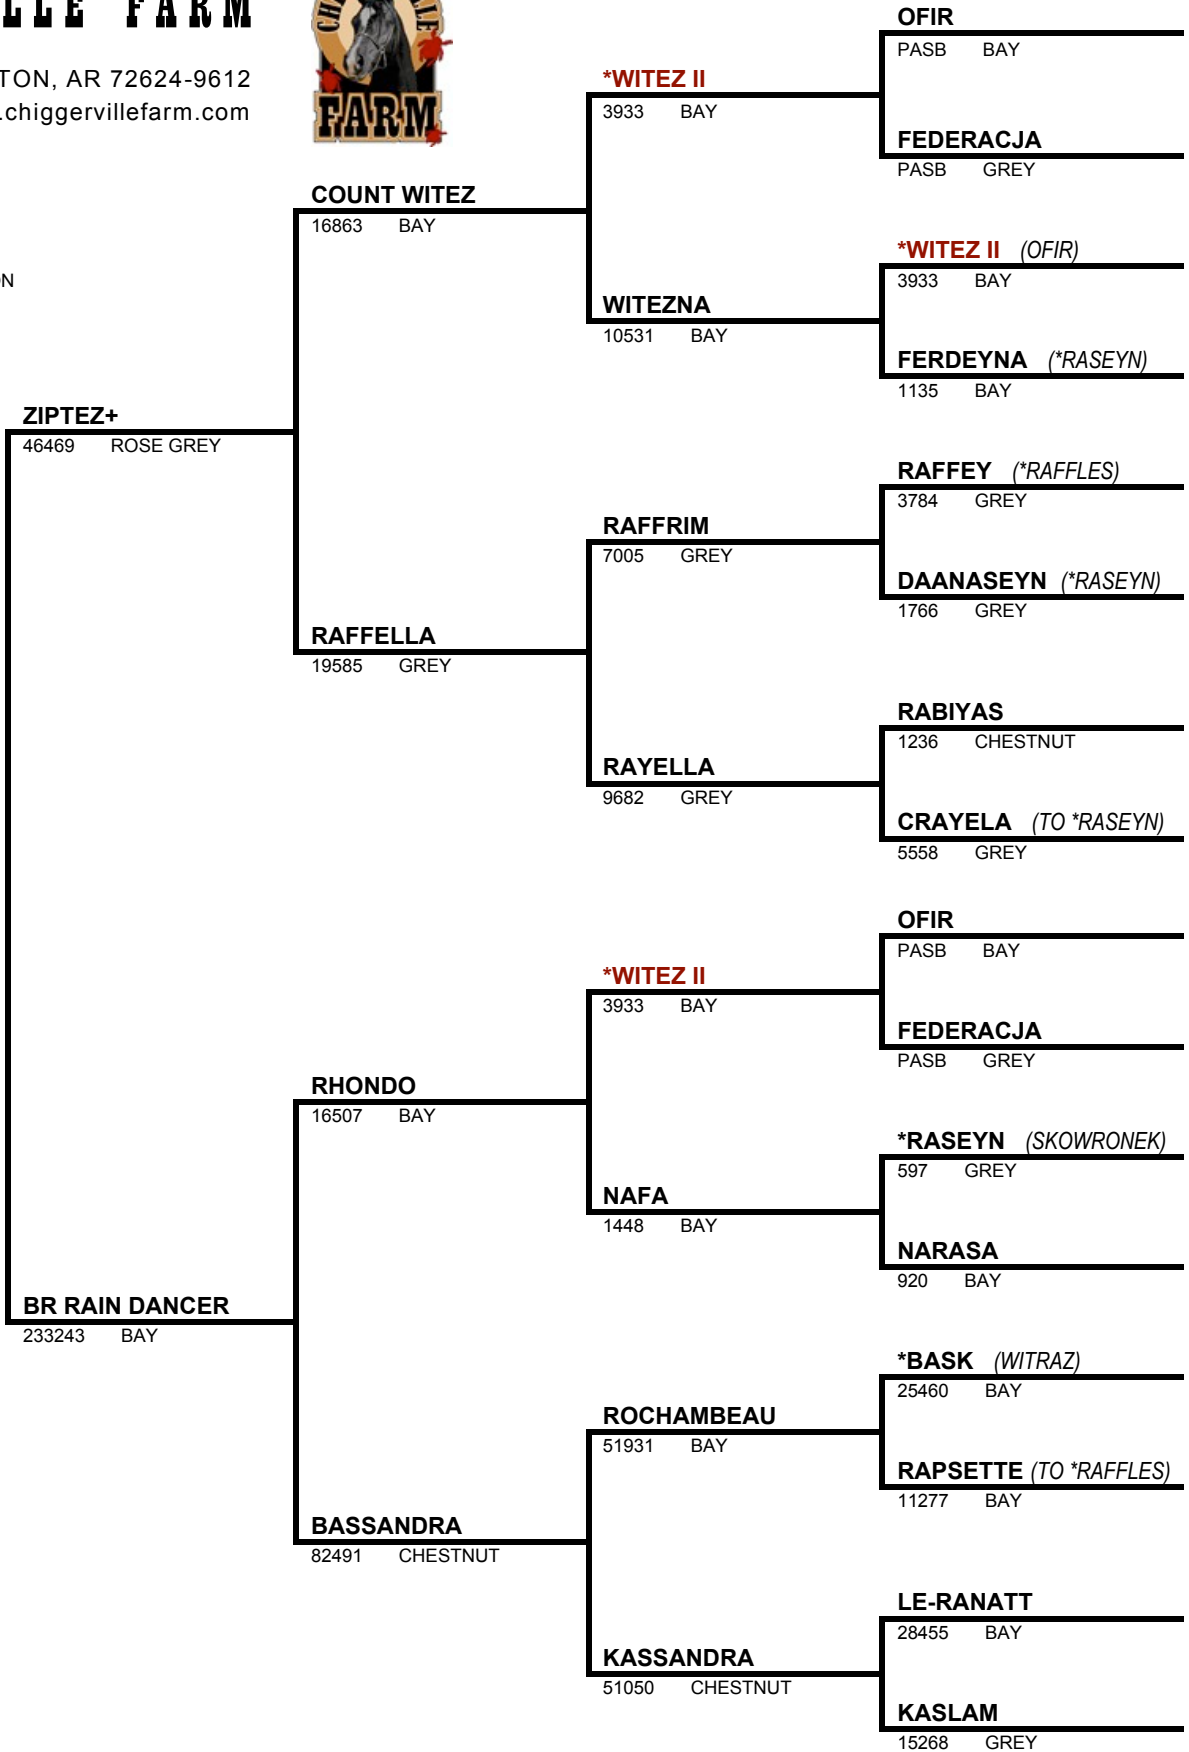 FARM
TON, AR 72624-9612
.chiggervillefarm.com
FARM
OFIR
PASB BAY
*WITEZ II
3933 BAY
FEDERACJA
PASB GREY
COUNT WITEZ
16863 BAY
*WITEZ II (OFIR)
3933 BAY
WITEZNA
10531 BAY
FERDEYNA (*RASEYN)
1135 BAY
ZIPTEZ+
46469 ROSE GREY
RAFFEY (*RAFFLES)
3784 GREY
RAFFRIM
7005 GREY
DAANASEYN (*RASEYN)
1766 GREY
RAFFELLA
19585 GREY
RABIYAS
1236 CHESTNUT
RAYELLA
9682 GREY
CRAYELA (TO *RASEYN)
5558 GREY
OFIR
PASB BAY
*WITEZ II
3933 BAY
FEDERACJA
PASB GREY
RHONDO
16507 BAY
*RASEYN (SKOWRONEK)
597 GREY
NAFA
1448 BAY
NARASA
920 BAY
BR RAIN DANCER
233243 BAY
*BASK (WITRAZ)
25460 BAY
ROCHAMBEAU
51931 BAY
RAPSETTE (TO *RAFFLES)
11277 BAY
BASSANDRA
82491 CHESTNUT
LE-RANATT
28455 BAY
KASSANDRA
51050 CHESTNUT
KASLAM
15268 GREY